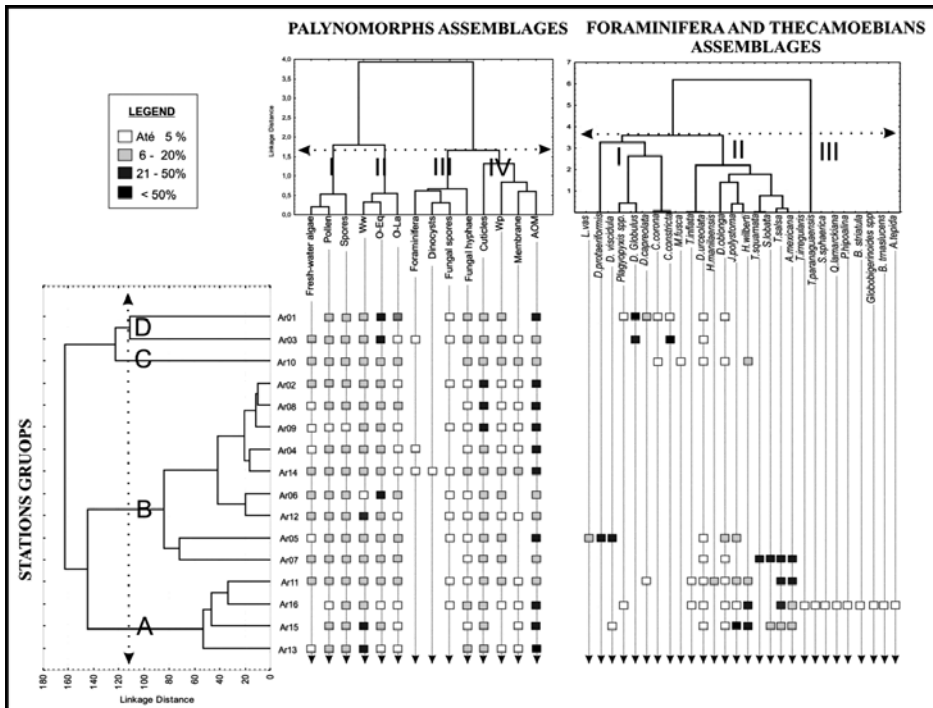 PALYNOMORPHS ASSEMBLAGES
FORAMINIFERA AND THECAMOEBIANS
ASSEMBLAGES
LEGEND
Até 5 %
6 - 20%
21 - 50%
< 50%
Linkage Distance
4,0
3,5
3,0
2,5
2,0
1,5
1,0
0,5
0,0
I
II
III
IV
Linkage Distance
7
6
5
4
3
2
1
I
II
III
Fresh-water algae
Pollen
Spores
Ww
O-Eq
O-La
Foraminifera
Dinocysts
Fungal spores
Fungal hyphae
Cuticles
Wp
Membrane
AOM
L.vas
D.protaeiformis
D. viscidula
Plagyopyxis spp.
D. Globulus
D.capreolata
C.corona
C.constricta
M.fusca
T.inflata
D.urceolata
H.manilaensis
D.oblonga
J.polystoma
H.wilberti
T.squamata
S.lobata
T.salsa
A.mexicana
T.irregularis
T.paranaguaensis
S.sphaerica
Q.lamarckiana
P.hipoalina
B. striatula
Globobigerinoides spp
B. tmaslucens
A.tepida
STATIONS GRUOPS
D
C
B
A
Ar01
Ar03
Ar10
Ar02
Ar08
Ar09
Ar04
Ar14
Ar06
Ar12
Ar05
Ar07
Ar11
Ar16
Ar15
Ar13
180 160 140 120 100 80 60 40 20 0
Linkage Distance